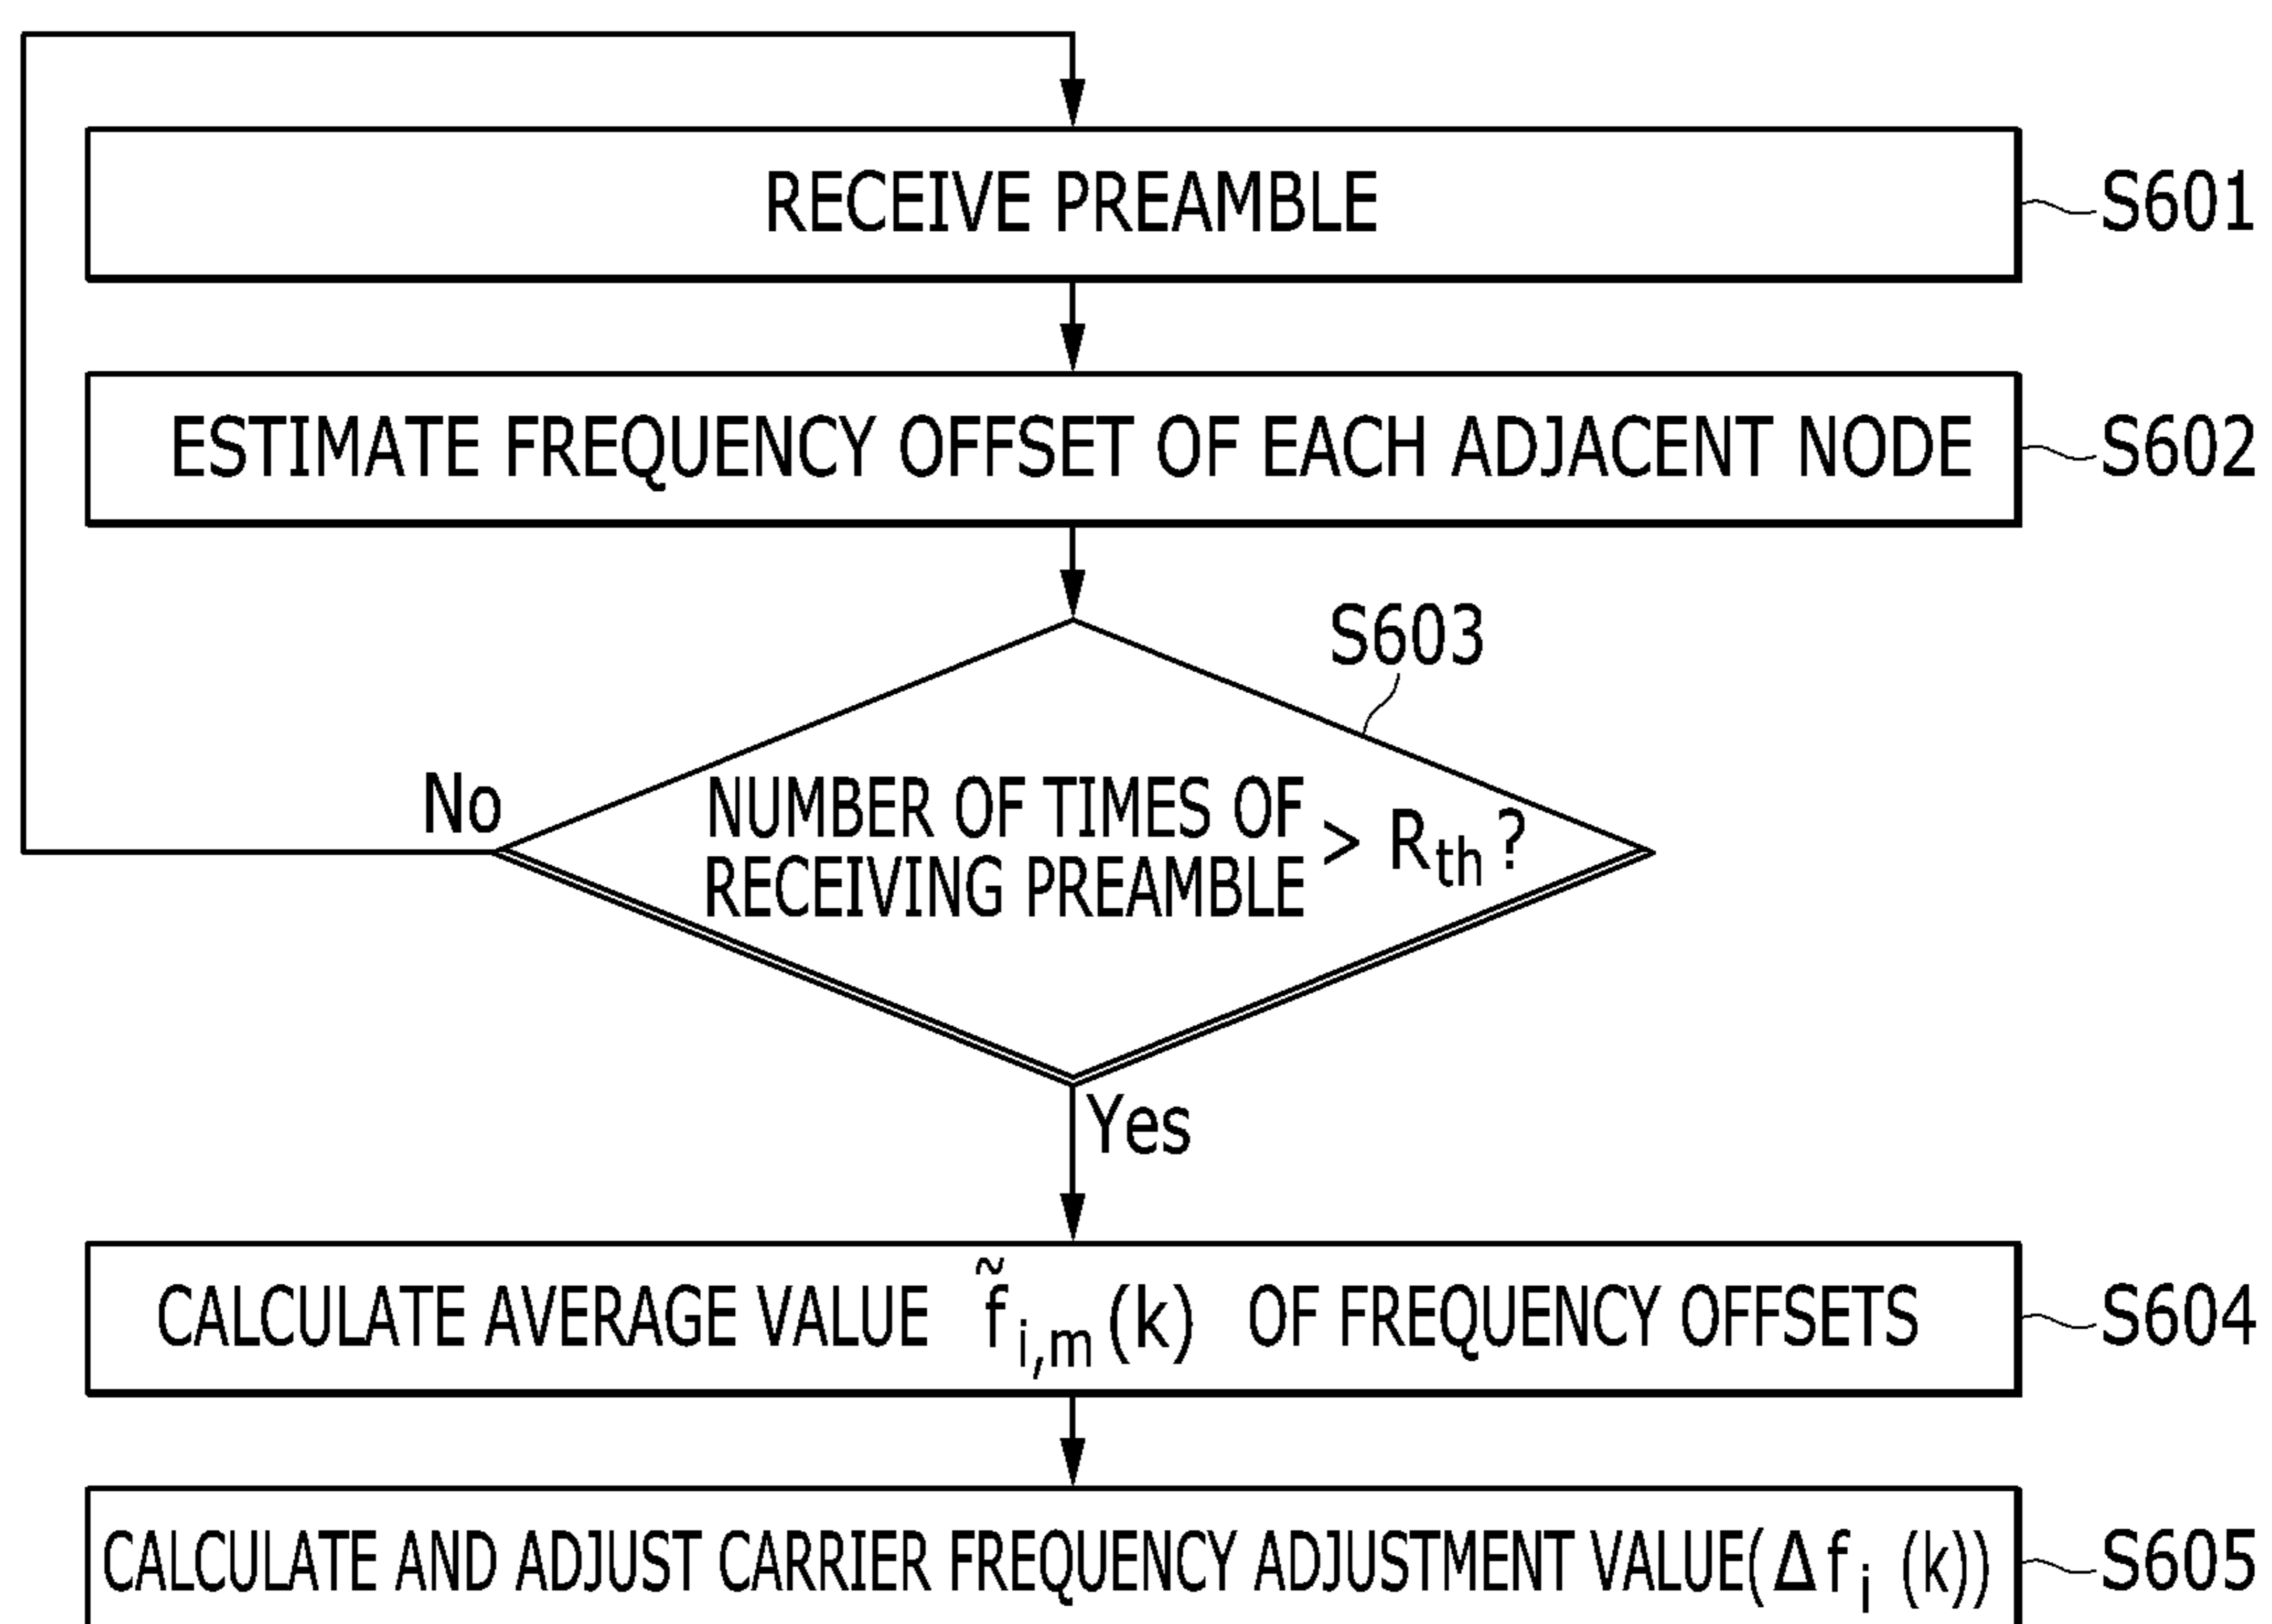 RECEIVE PREAMBLE
S601
ESTIMATE FREQUENCY OFFSET OF EACH ADJACENT NODE
S602
S603
No
NUMBER OF TIMES OF
RECEIVING PREAMBLE > Rth ?
Yes
CALCULATE AVERAGE VALUE f̃i,m(k) OF FREQUENCY OFFSETS
S604
CALCULATE AND ADJUST CARRIER FREQUENCY ADJUSTMENT VALUE(Δfi (k))
S605